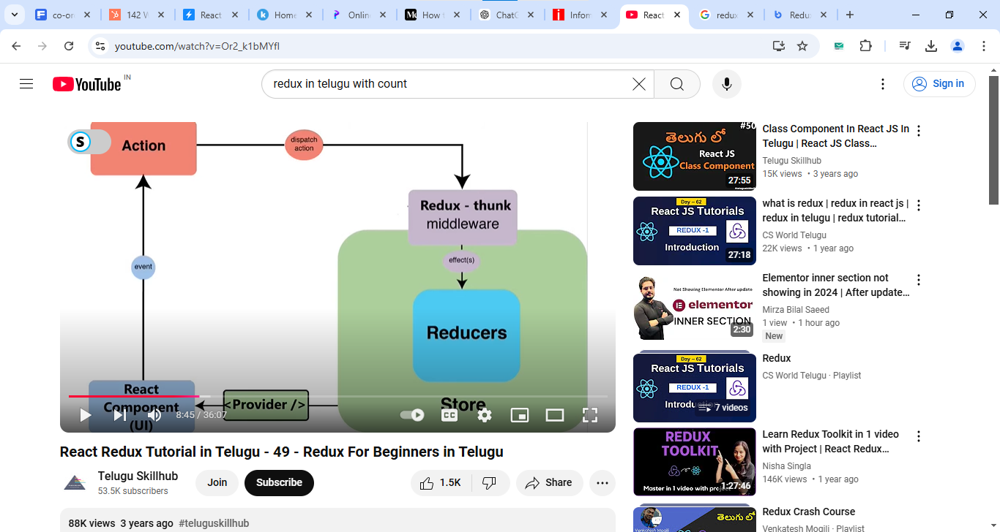 co-or
142 W
React
Home
Onlin
How t
ChatG
Inform
React
redux
Redu
youtube.com/watch?v=Or2_k1bMYfI
YouTube IN
redux in telugu with count
Sign in
S
Action
dispatch
action
Redux - thunk
middleware
effect(s)
event
Reducers
React
Component
(UI)
<Provider />
Store
8:45 / 36:07
CC
React Redux Tutorial in Telugu - 49 - Redux For Beginners in Telugu
Telugu Skillhub
53.5K subscribers
Join
Subscribe
1.5K
Share
88K views 3 years ago #teluguskillhub
#50
తెలుగు లో
React JS
Class Component
27:55
Class Component In React JS In
Telugu | React JS Class…
Telugu Skillhub
15K views • 3 years ago
Day – 62
React JS Tutorials
REDUX -1
Introduction
27:18
what is redux | redux in react js |
redux in telugu | redux tutorial…
CS World Telugu
22K views • 1 year ago
Not Showing Elementor After update
elementor
INNER SECTION
2:30
Elementor inner section not
showing in 2024 | After update…
Mirza Bilal Saeed
1 view • 1 hour ago
New
Day – 62
React JS Tutorials
REDUX -1
Introdu
7 videos
Redux
CS World Telugu · Playlist
REDUX
TOOLKIT
Master in 1 video with project
1:27:46
Learn Redux Toolkit in 1 video
with Project | React Redux…
Nisha Singla
146K views • 1 year ago
తెలుగు లో
Venkatesh Mogili
Redux Crash Course
Venkatesh Mogili · Playlist